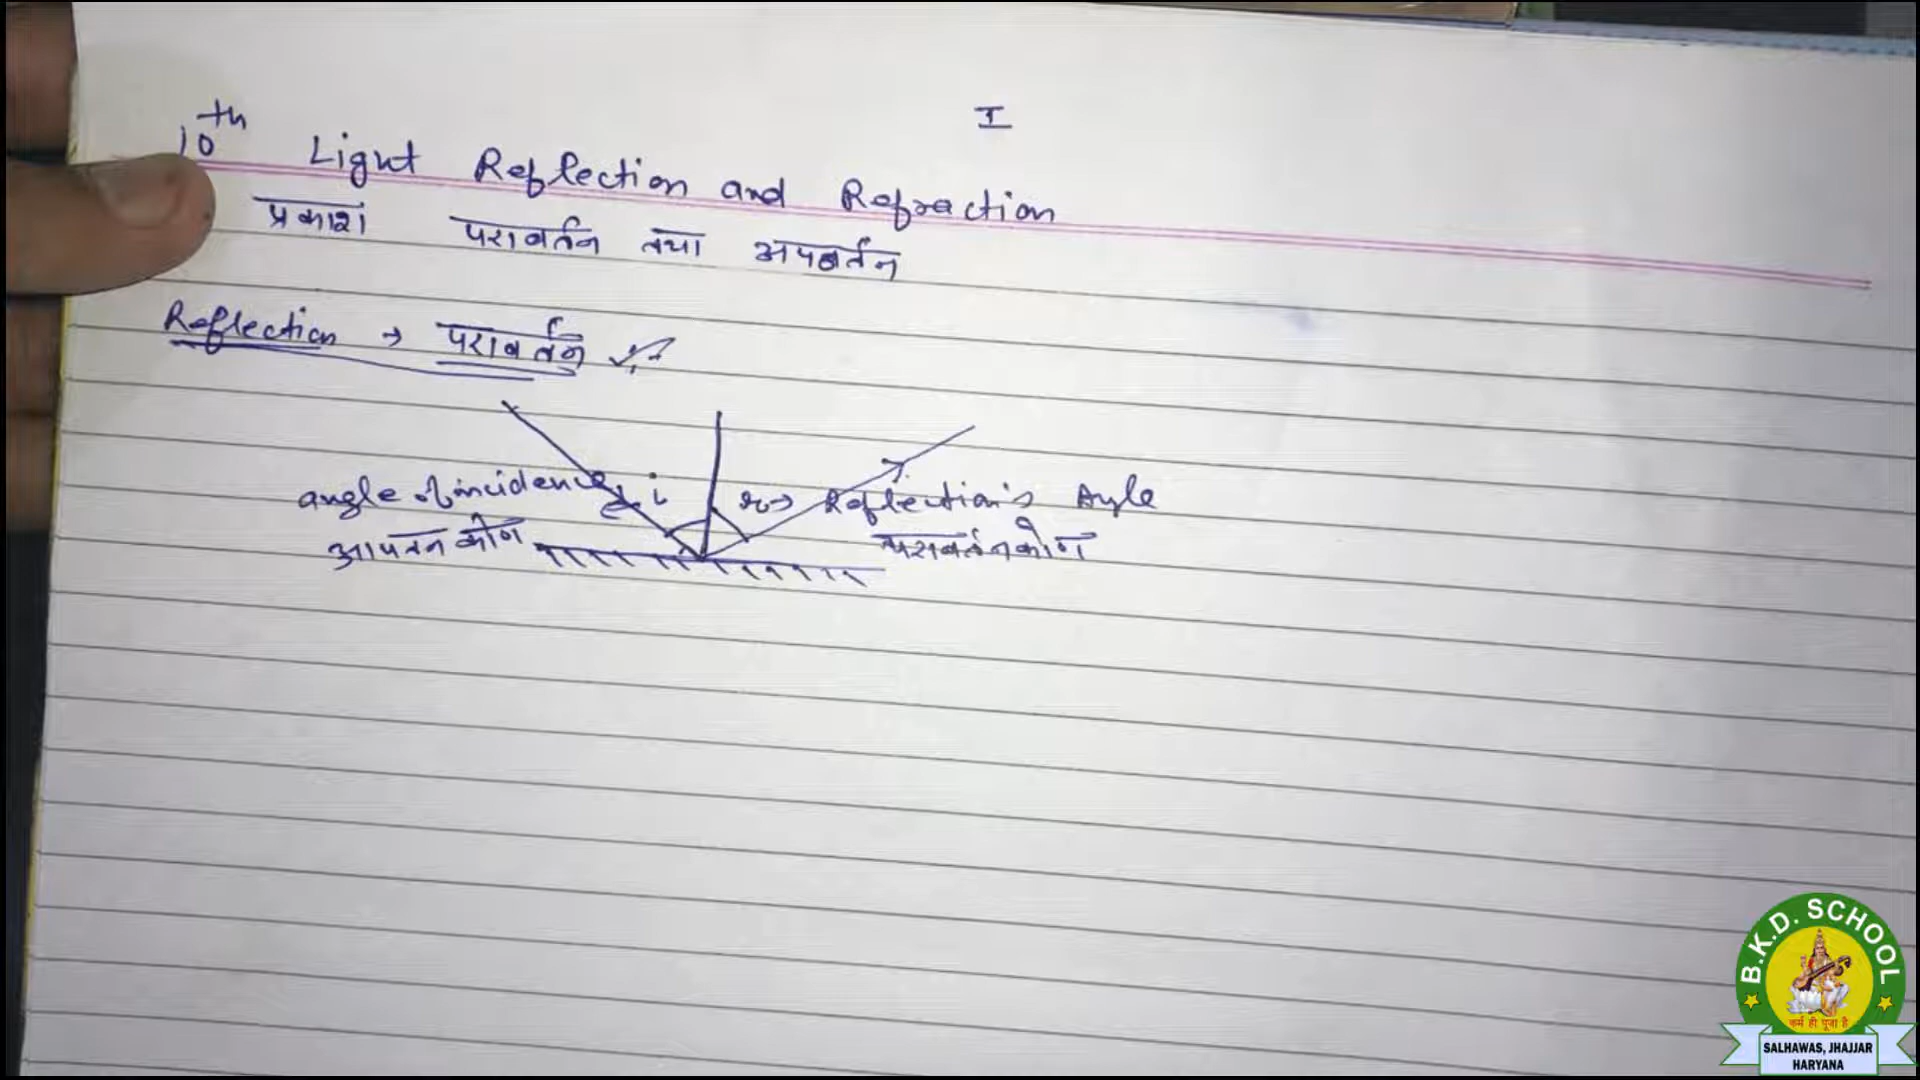 I
10th Light Reflection and Refraction
प्रकाश परावर्तन तथा अपवर्तन
Reflection → परावर्तन
angle of incidence i r → Reflection's Angle
आपतन कोण परावर्तन कोण
B.K.D. SCHOOL
कर्म ही पूजा है
SALHAWAS, JHAJJAR
HARYANA